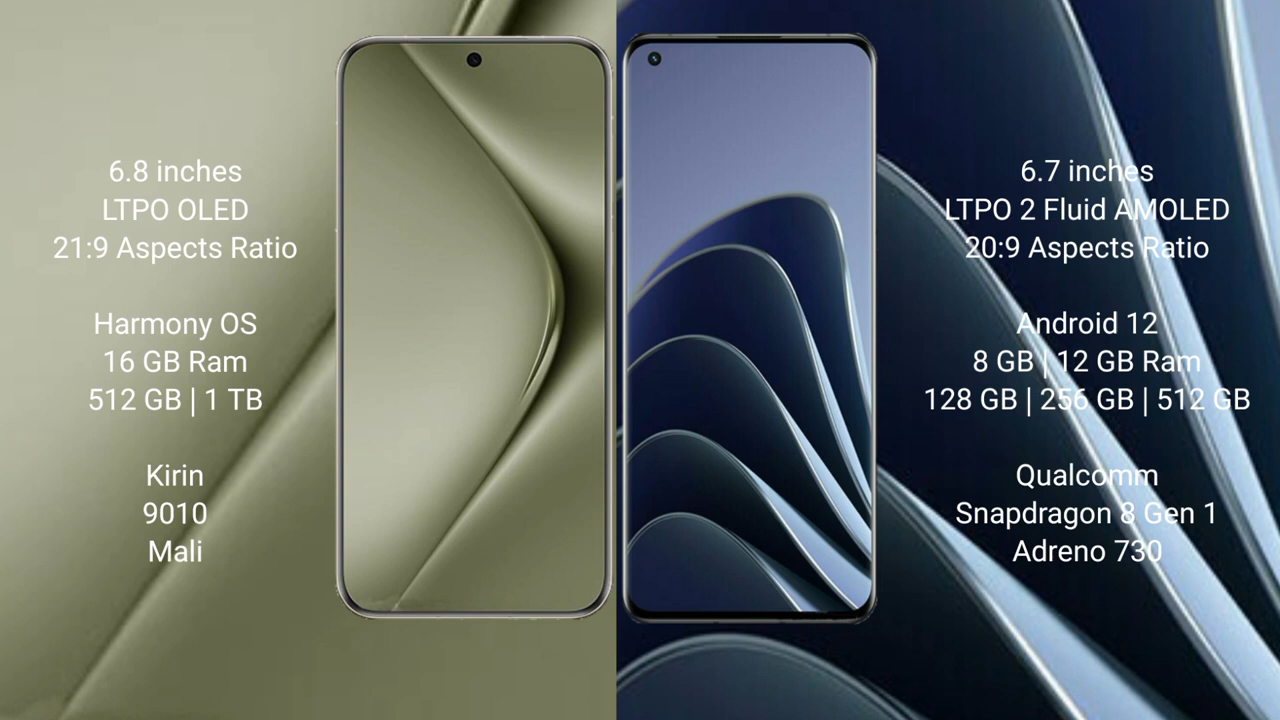 6.8 inches
LTPO OLED
21:9 Aspects Ratio
Harmony OS
16 GB Ram
512 GB | 1 TB
Kirin
9010
Mali
6.7 inches
LTPO 2 Fluid AMOLED
20:9 Aspects Ratio
Android 12
8 GB | 12 GB Ram
128 GB | 256 GB | 512 GB
Qualcomm
Snapdragon 8 Gen 1
Adreno 730